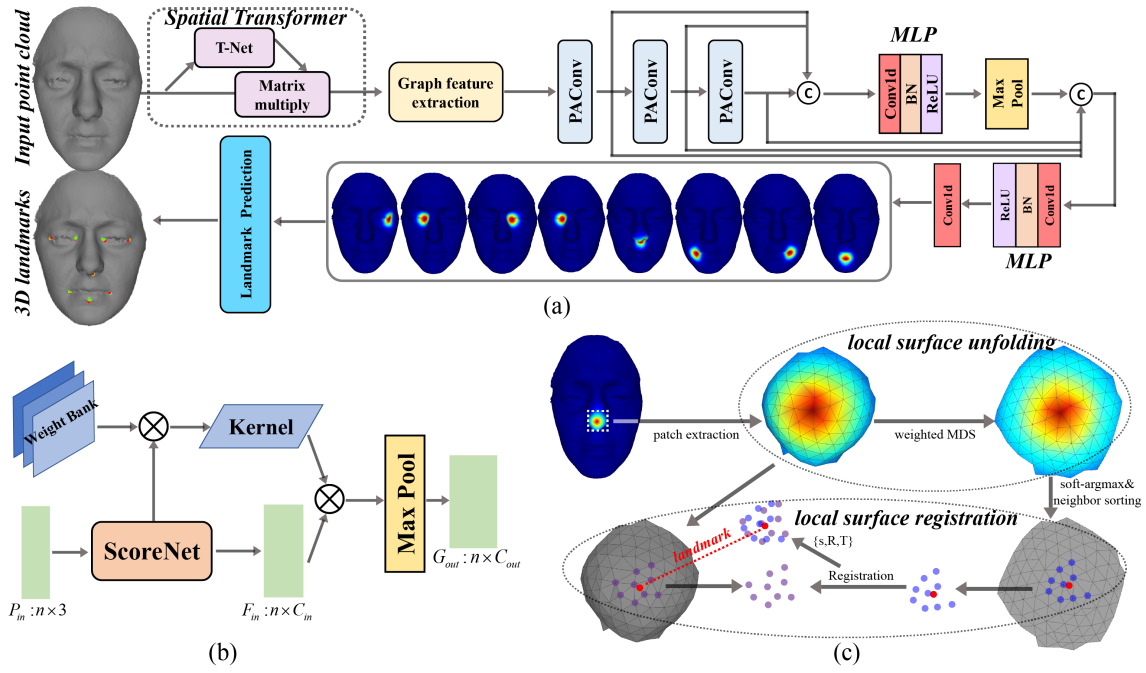 Input point cloud
Spatial Transformer
T-Net
Matrix
multiply
Graph feature
extraction
PAConv
PAConv
PAConv
C
MLP
Conv1d
BN
ReLU
Max
Pool
C
3D landmarks
Landmark Prediction
Conv1d
ReLU
BN
Conv1d
MLP
(a)
Weight Bank
Kernel
ScoreNet
Max Pool
P_in : n×3
F_in : n×C_in
G_out : n×C_out
(b)
local surface unfolding
patch extraction
weighted MDS
soft-argmax&
neighbor sorting
local surface registration
landmark
{s,R,T}
Registration
(c)